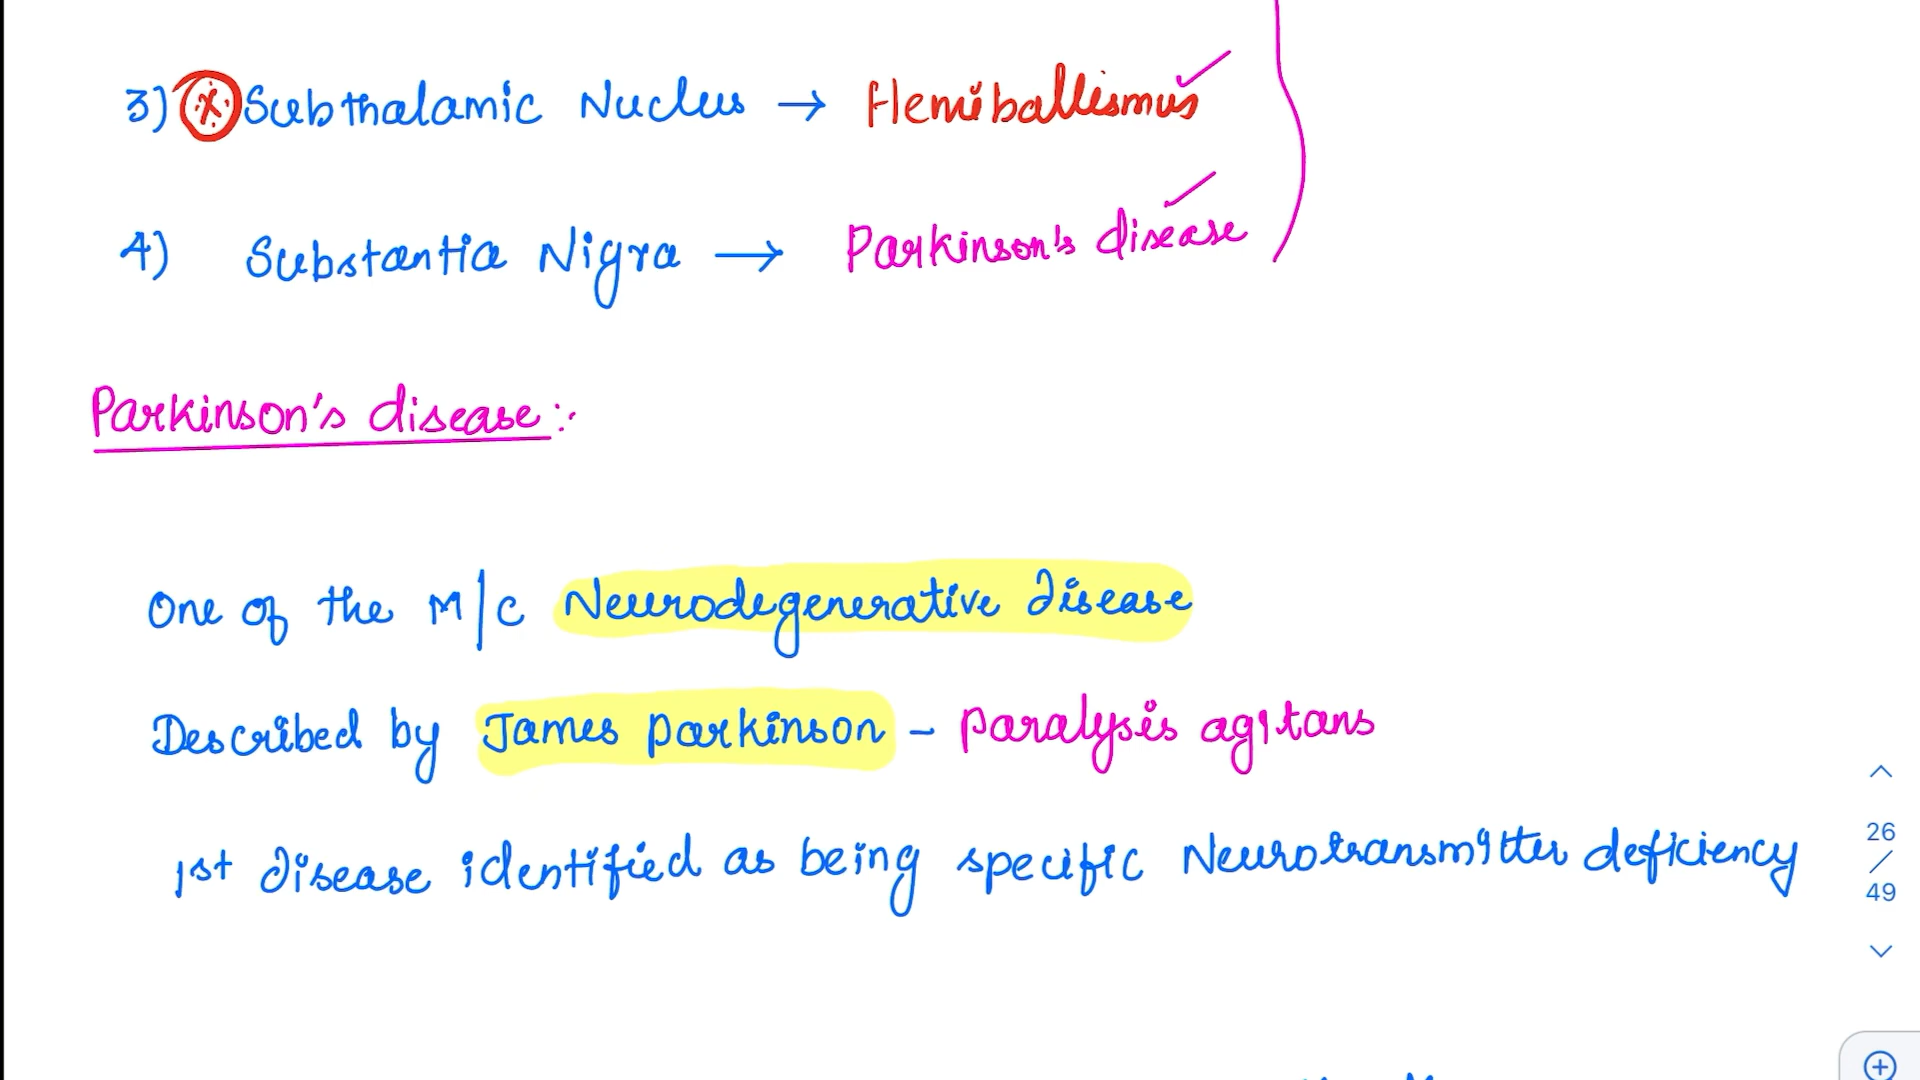 3) Subthalamic Nucleus → Hemiballismus
4) Substantia Nigra → Parkinson's disease
Parkinson's disease :-
One of the M/C Neurodegenerative disease
Described by James parkinson - paralysis agitans
1st disease identified as being specific Neurotransmitter deficiency
26
/
49